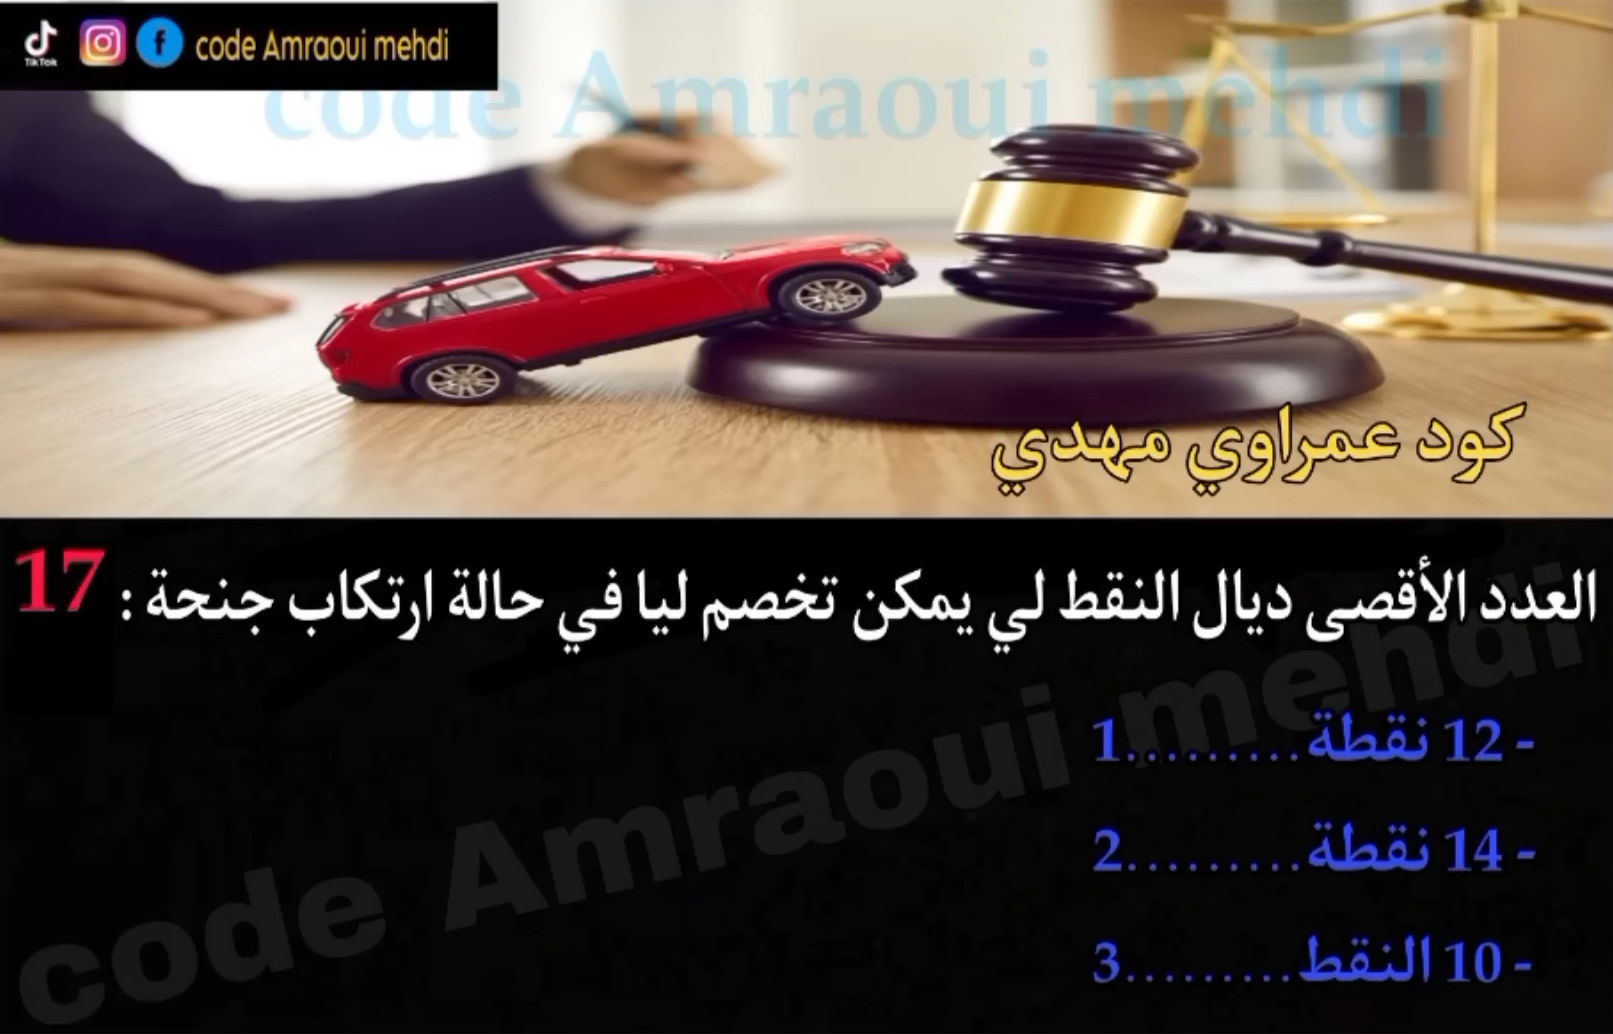 TikTok
code Amraoui mehdi
code Amraoui mehdi
كود عمراوي مهدي
العدد الأقصى ديال النقط لي يمكن تخصم ليا في حالة ارتكاب جنحة : 17
- 12 نقطة.........1
- 14 نقطة.........2
- 10 النقط.........3
code Amraoui mehdi